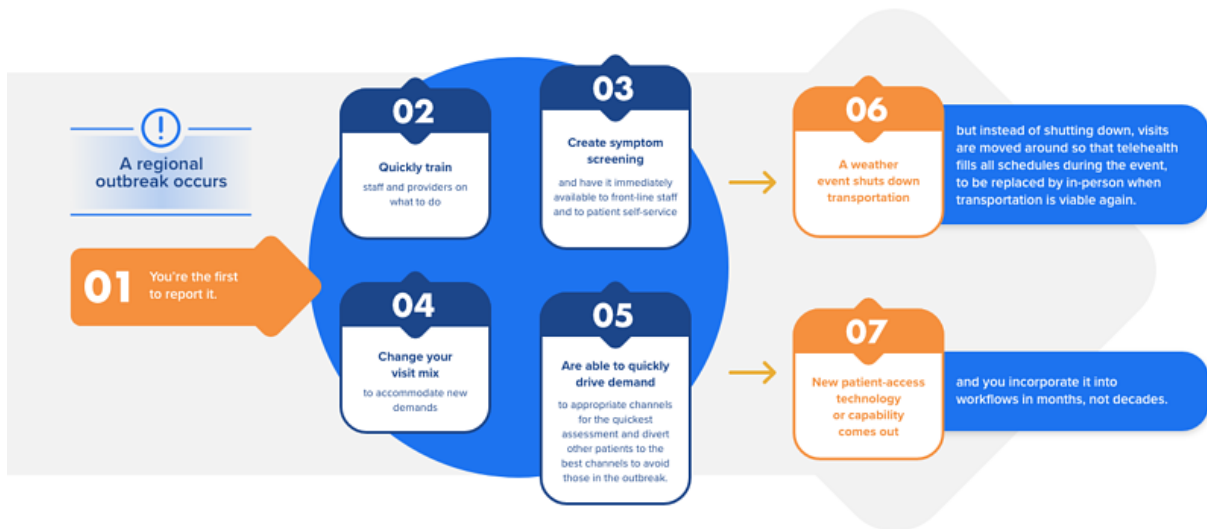 A regional
outbreak occurs
01
You're the first
to report it.
02
Quickly train
staff and providers on
what to do
03
Create symptom
screening
and have it immediately
available to front-line staff
and to patient self-service
04
Change your
visit mix
to accommodate new
demands
05
Are able to quickly
drive demand
to appropriate channels
for the quickest
assessment and divert
other patients to the
best channels to avoid
those in the outbreak.
06
A weather
event shuts down
transportation
but instead of shutting down, visits
are moved around so that telehealth
fills all schedules during the event,
to be replaced by in-person when
transportation is viable again.
07
New patient-access
technology
or capability
comes out
and you incorporate it into
workflows in months, not decades.